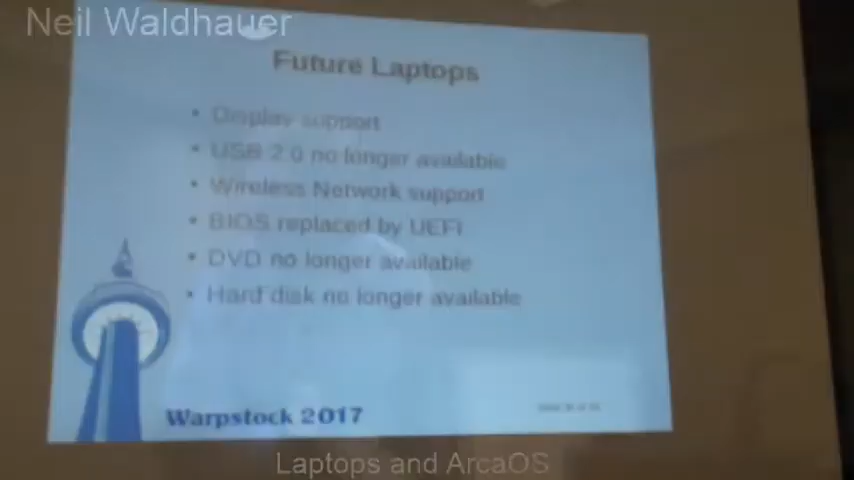 Neil Waldhauer
Future Laptops
• Display support
• USB 2.0 no longer available
• Wireless Network support
• BIOS replaced by UEFI
• DVD no longer available
• Hard disk no longer available
Warpstock 2017
Laptops and ArcaOS